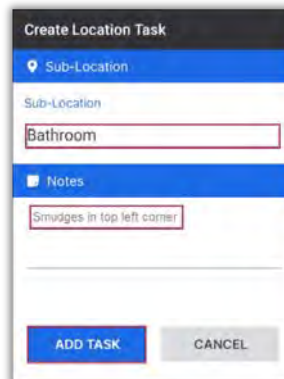 Create Location Task
Sub-Location
Sub-Location
Bathroom
Notes
Smudges in top left corner
ADD TASK CANCEL